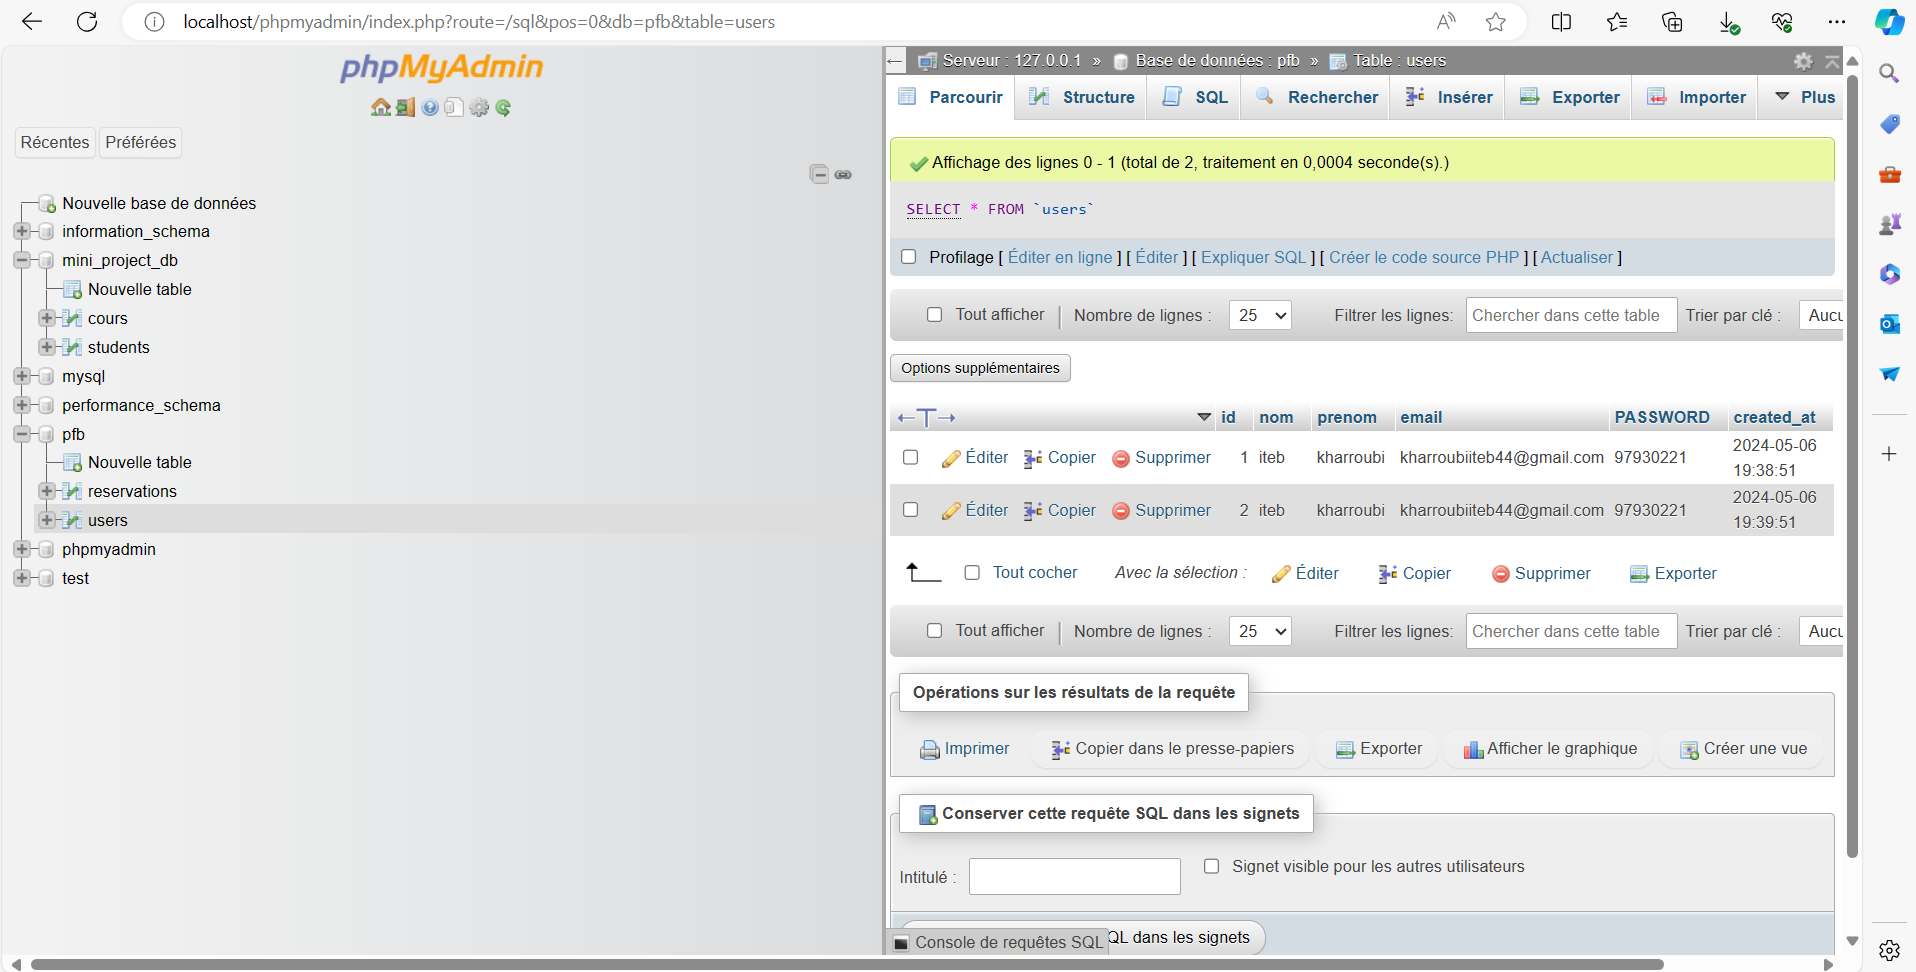 localhost/phpmyadmin/index.php?route=/sql&pos=0&db=pfb&table=users
phpMyAdmin
Récentes Préférées
Nouvelle base de données
information_schema
mini_project_db
Nouvelle table
cours
students
mysql
performance_schema
pfb
Nouvelle table
reservations
users
phpmyadmin
test
Serveur : 127.0.0.1 » Base de données : pfb » Table : users
Parcourir Structure SQL Rechercher Insérer Exporter Importer Plus
Affichage des lignes 0 - 1 (total de 2, traitement en 0,0004 seconde(s).)
SELECT * FROM `users`
Profilage [ Éditer en ligne ] [ Éditer ] [ Expliquer SQL ] [ Créer le code source PHP ] [ Actualiser ]
Tout afficher Nombre de lignes : 25 Filtrer les lignes: Chercher dans cette table Trier par clé : Aucu
Options supplémentaires
←T→ id nom prenom email PASSWORD created_at
Éditer Copier Supprimer 1 iteb kharroubi kharroubiiteb44@gmail.com 97930221 2024-05-06
19:38:51
Éditer Copier Supprimer 2 iteb kharroubi kharroubiiteb44@gmail.com 97930221 2024-05-06
19:39:51
Tout cocher Avec la sélection : Éditer Copier Supprimer Exporter
Tout afficher Nombre de lignes : 25 Filtrer les lignes: Chercher dans cette table Trier par clé : Aucu
Opérations sur les résultats de la requête
Imprimer Copier dans le presse-papiers Exporter Afficher le graphique Créer une vue
Conserver cette requête SQL dans les signets
Intitulé : Signet visible pour les autres utilisateurs
Console de requêtes SQL QL dans les signets